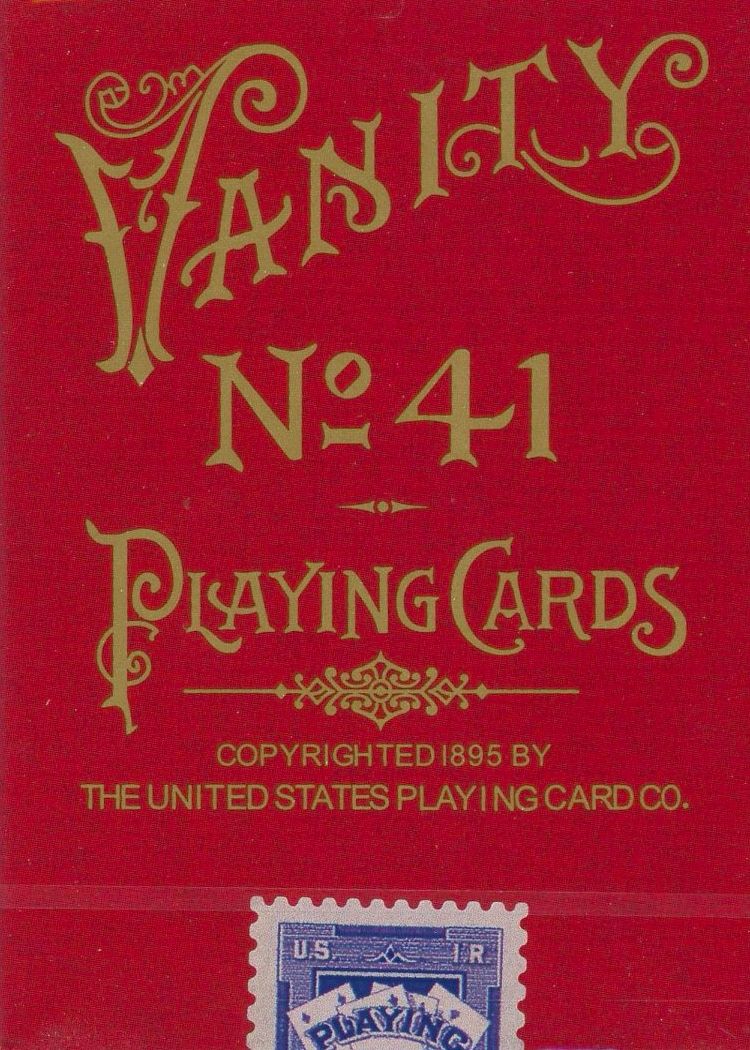 VANITY
Nº 41
PLAYING CARDS
COPYRIGHTED 1895 BY
THE UNITED STATES PLAYING CARD CO.
U.S. I.R
PLAYING